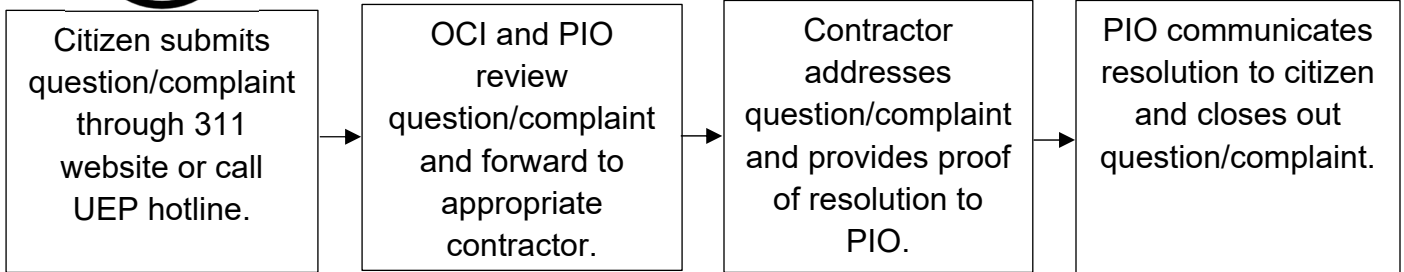 Citizen submits
question/complaint
through 311
website or call
UEP hotline.
OCI and PIO
review
question/complaint
and forward to
appropriate
contractor.
Contractor
addresses
question/complaint
and provides proof
of resolution to
PIO.
PIO communicates
resolution to citizen
and closes out
question/complaint.